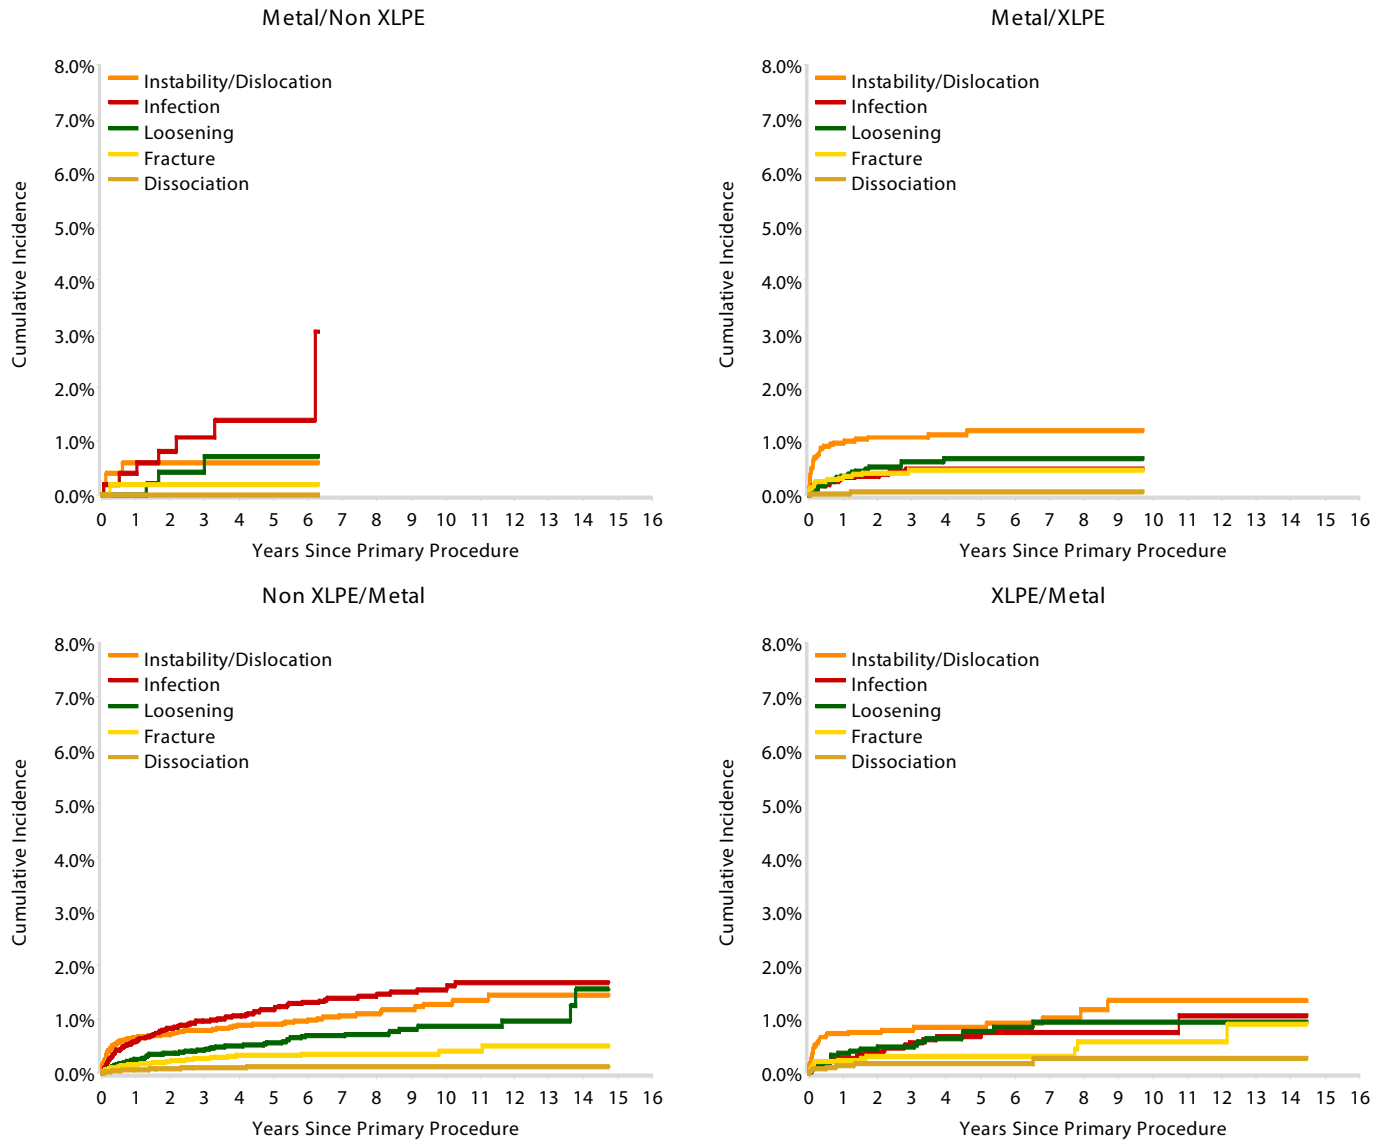 Metal/Non XLPE
8.0%
7.0%
6.0%
5.0%
4.0%
3.0%
2.0%
1.0%
0.0%
Cumulative Incidence
Instability/Dislocation
Infection
Loosening
Fracture
Dissociation
0 1 2 3 4 5 6 7 8 9 10 11 12 13 14 15 16
Years Since Primary Procedure
Metal/XLPE
8.0%
7.0%
6.0%
5.0%
4.0%
3.0%
2.0%
1.0%
0.0%
Cumulative Incidence
Instability/Dislocation
Infection
Loosening
Fracture
Dissociation
0 1 2 3 4 5 6 7 8 9 10 11 12 13 14 15 16
Years Since Primary Procedure
Non XLPE/Metal
8.0%
7.0%
6.0%
5.0%
4.0%
3.0%
2.0%
1.0%
0.0%
Cumulative Incidence
Instability/Dislocation
Infection
Loosening
Fracture
Dissociation
0 1 2 3 4 5 6 7 8 9 10 11 12 13 14 15 16
Years Since Primary Procedure
XLPE/Metal
8.0%
7.0%
6.0%
5.0%
4.0%
3.0%
2.0%
1.0%
0.0%
Cumulative Incidence
Instability/Dislocation
Infection
Loosening
Fracture
Dissociation
0 1 2 3 4 5 6 7 8 9 10 11 12 13 14 15 16
Years Since Primary Procedure